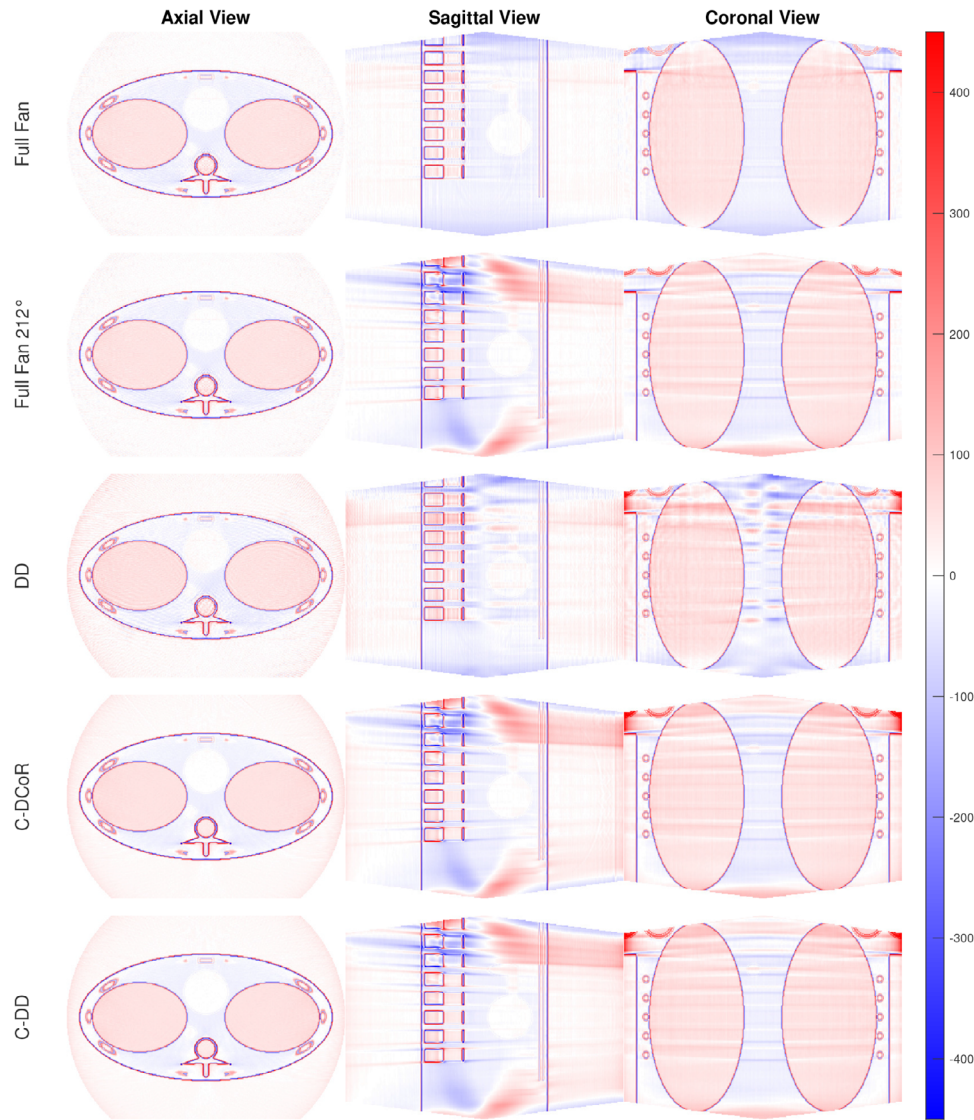 Axial View
Sagittal View
Coronal View
Full Fan
Full Fan 212°
DD
C-DCoR
C-DD
400
300
200
100
0
-100
-200
-300
-400